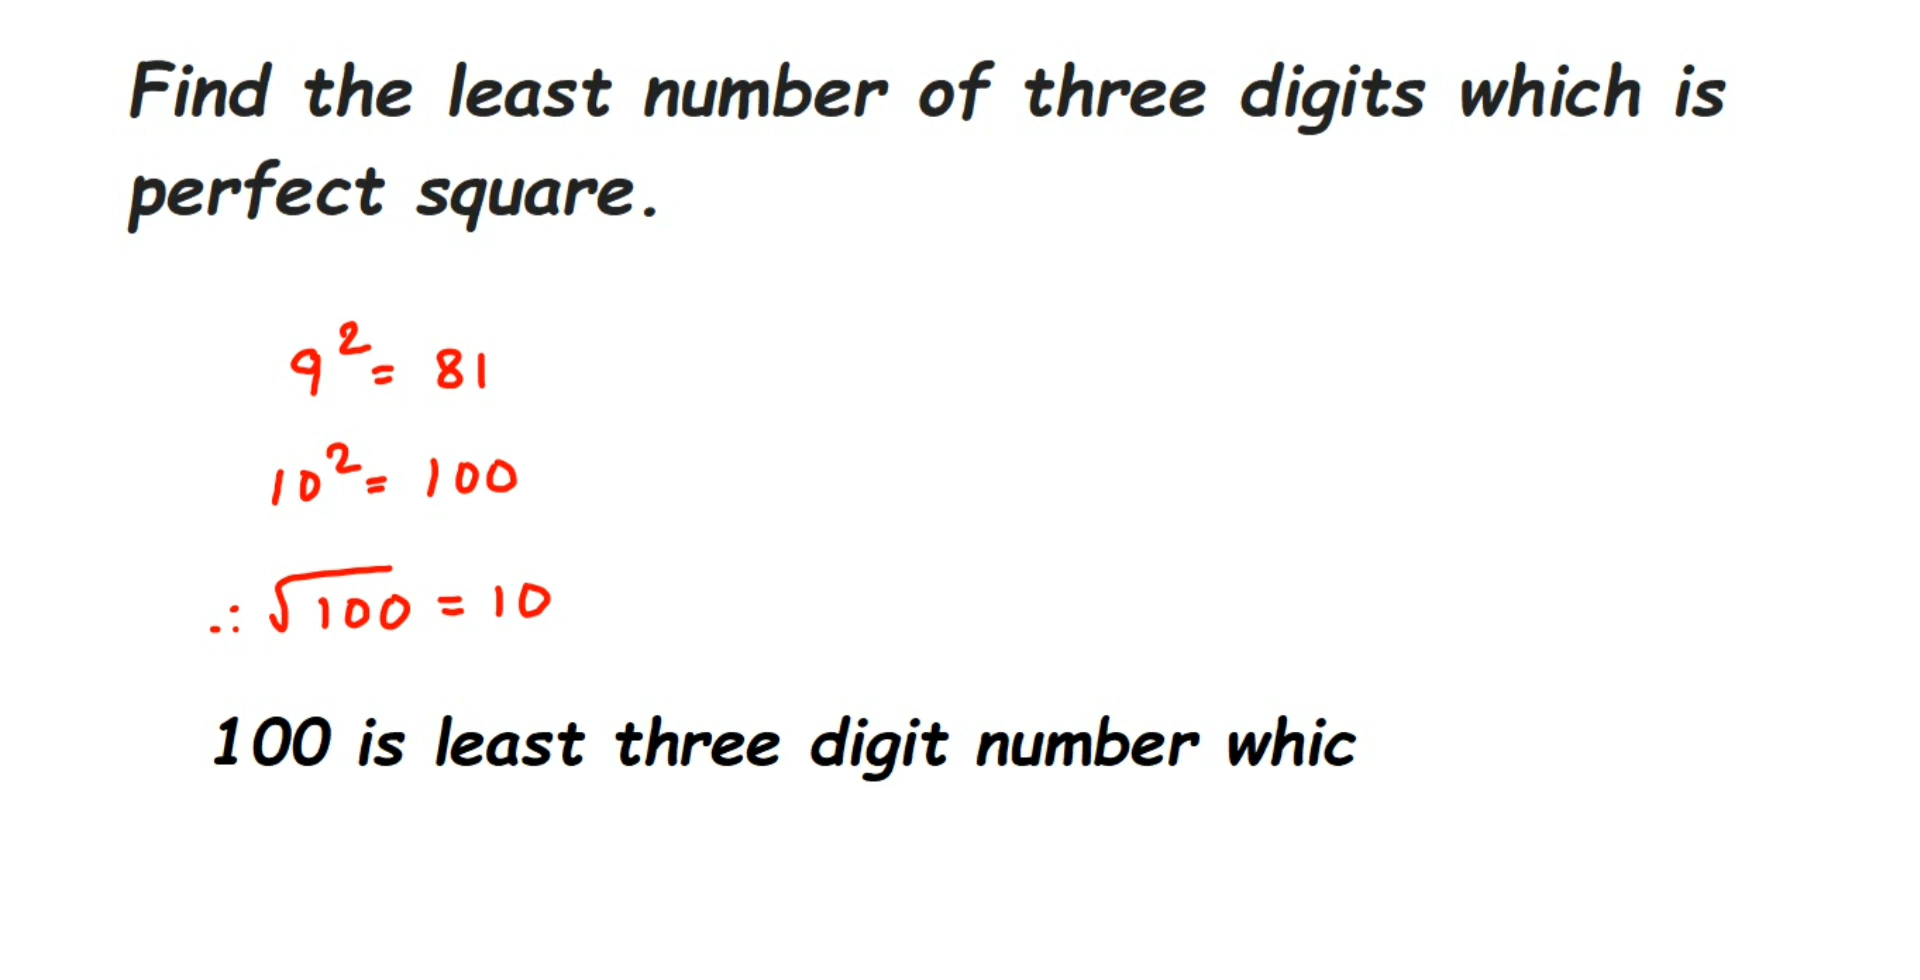 Find the least number of three digits which is
perfect square.
9² = 81
10² = 100
∴ √100 = 10
100 is least three digit number whic